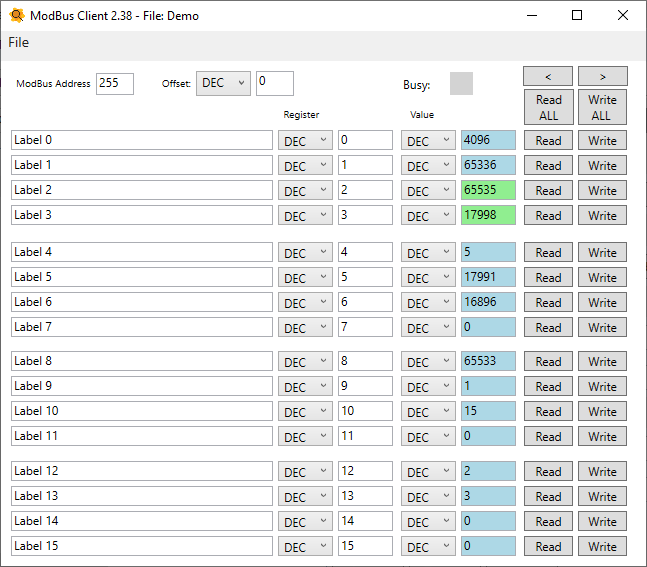 ModBus Client 2.38 - File: Demo
File
ModBus Address 255 Offset: DEC 0 Busy: < >
Read ALL Write ALL
Register Value
Label 0 DEC 0 DEC 4096 Read Write
Label 1 DEC 1 DEC 65336 Read Write
Label 2 DEC 2 DEC 65535 Read Write
Label 3 DEC 3 DEC 17998 Read Write
Label 4 DEC 4 DEC 5 Read Write
Label 5 DEC 5 DEC 17991 Read Write
Label 6 DEC 6 DEC 16896 Read Write
Label 7 DEC 7 DEC 0 Read Write
Label 8 DEC 8 DEC 65533 Read Write
Label 9 DEC 9 DEC 1 Read Write
Label 10 DEC 10 DEC 15 Read Write
Label 11 DEC 11 DEC 0 Read Write
Label 12 DEC 12 DEC 2 Read Write
Label 13 DEC 13 DEC 3 Read Write
Label 14 DEC 14 DEC 0 Read Write
Label 15 DEC 15 DEC 0 Read Write